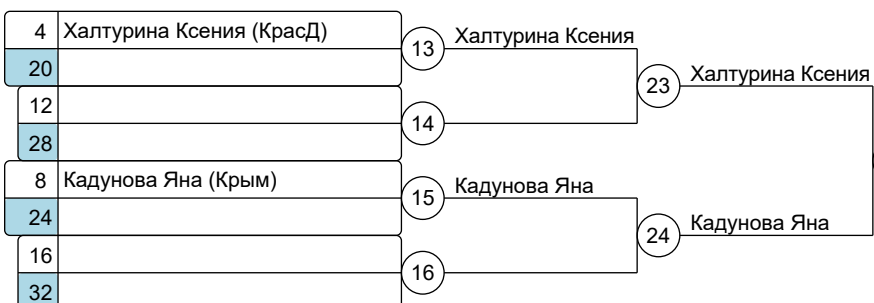 4 Халтурина Ксения (КрасД)
13 Халтурина Ксения
20
23 Халтурина Ксения
12
14
28
8 Кадунова Яна (Крым)
15 Кадунова Яна
24
24 Кадунова Яна
16
16
32